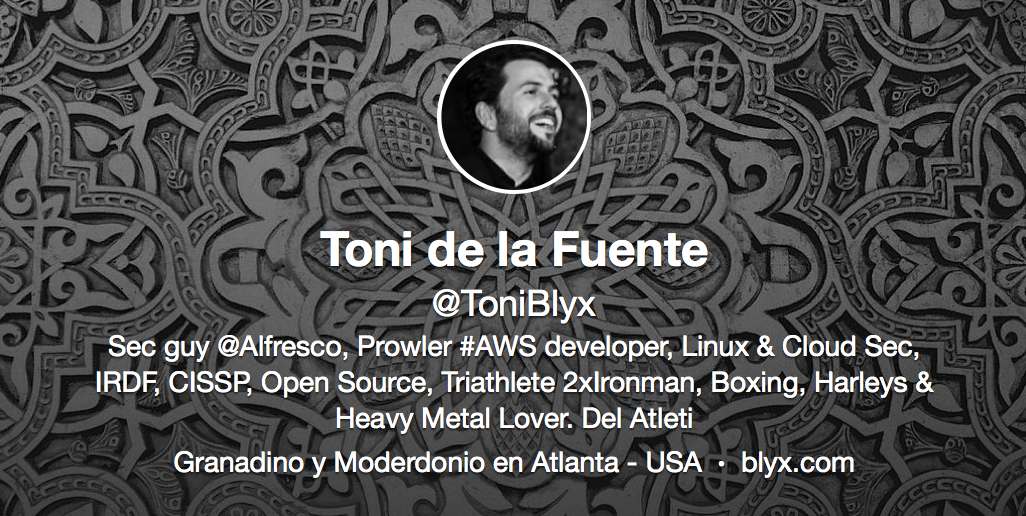 Toni de la Fuente
@ToniBlyx
Sec guy @Alfresco, Prowler #AWS developer, Linux & Cloud Sec,
IRDF, CISSP, Open Source, Triathlete 2xIronman, Boxing, Harleys &
Heavy Metal Lover. Del Atleti
Granadino y Moderdonio en Atlanta - USA · blyx.com